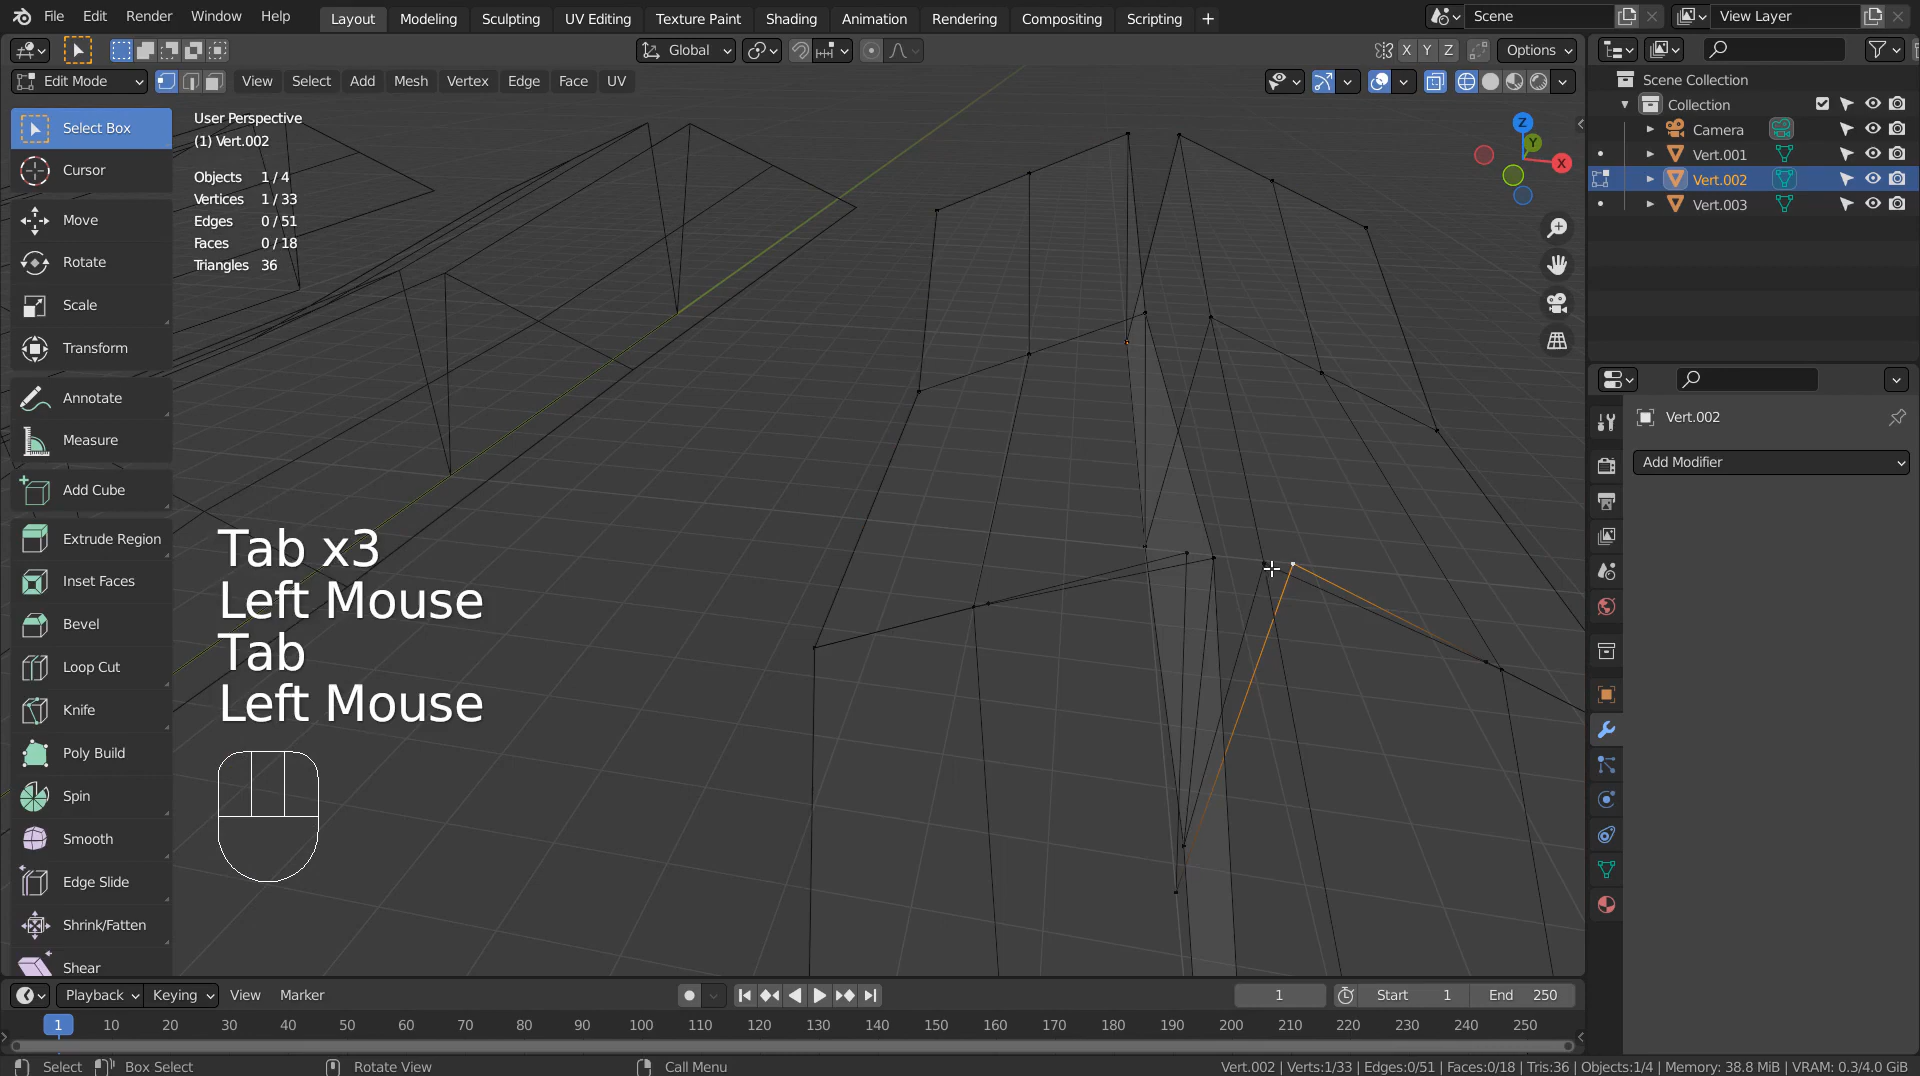 File Edit Render Window Help Layout Modeling Sculpting UV Editing Texture Paint Shading Animation Rendering Compositing Scripting + Scene View Layer
Global X Y Z Options
Edit Mode View Select Add Mesh Vertex Edge Face UV
Select Box
Cursor
Move
Rotate
Scale
Transform
Annotate
Measure
Add Cube
Extrude Region
Inset Faces
Bevel
Loop Cut
Knife
Poly Build
Spin
Smooth
Edge Slide
Shrink/Fatten
Shear
User Perspective
(1) Vert.002
Objects 1 / 4
Vertices 1 / 33
Edges 0 / 51
Faces 0 / 18
Triangles 36
Z
Y
X
Tab x3
Left Mouse
Tab
Left Mouse
Scene Collection
Collection
Camera
Vert.001
Vert.002
Vert.003
Vert.002
Add Modifier
Playback Keying View Marker 1 Start 1 End 250
1 10 20 30 40 50 60 70 80 90 100 110 120 130 140 150 160 170 180 190 200 210 220 230 240 250
Select Box Select Rotate View Call Menu Vert.002 | Verts:1/33 | Edges:0/51 | Faces:0/18 | Tris:36 | Objects:1/4 | Memory: 38.8 MiB | VRAM: 0.3/4.0 GiB